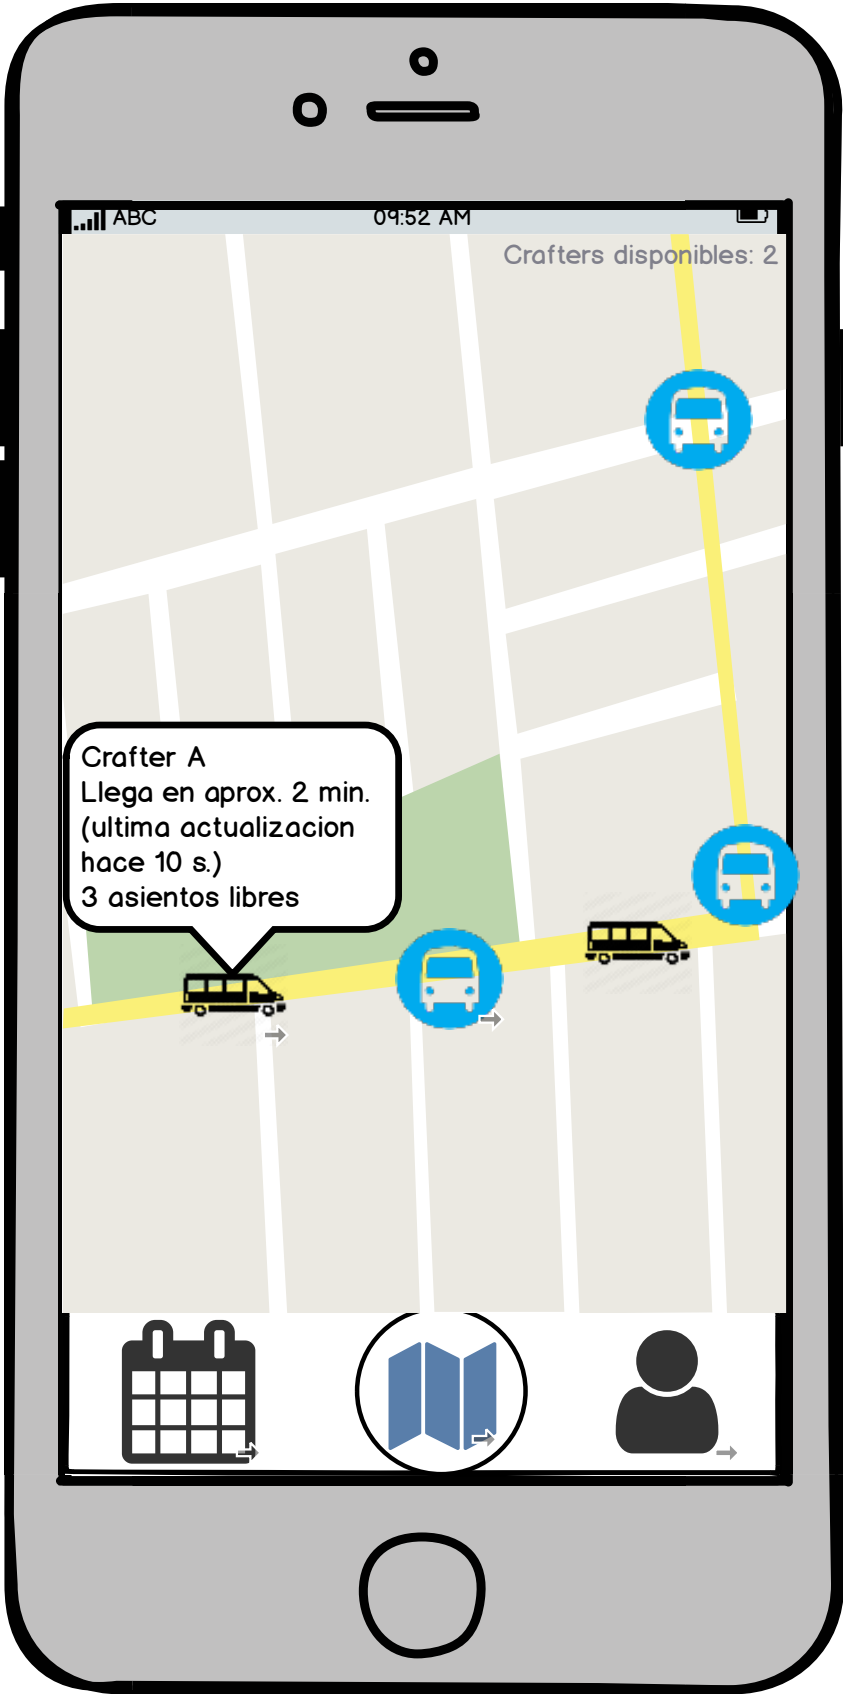 ABC
09:52 AM
Crafters disponibles: 2
Crafter A
Llega en aprox. 2 min.
(ultima actualizacion
hace 10 s.)
3 asientos libres